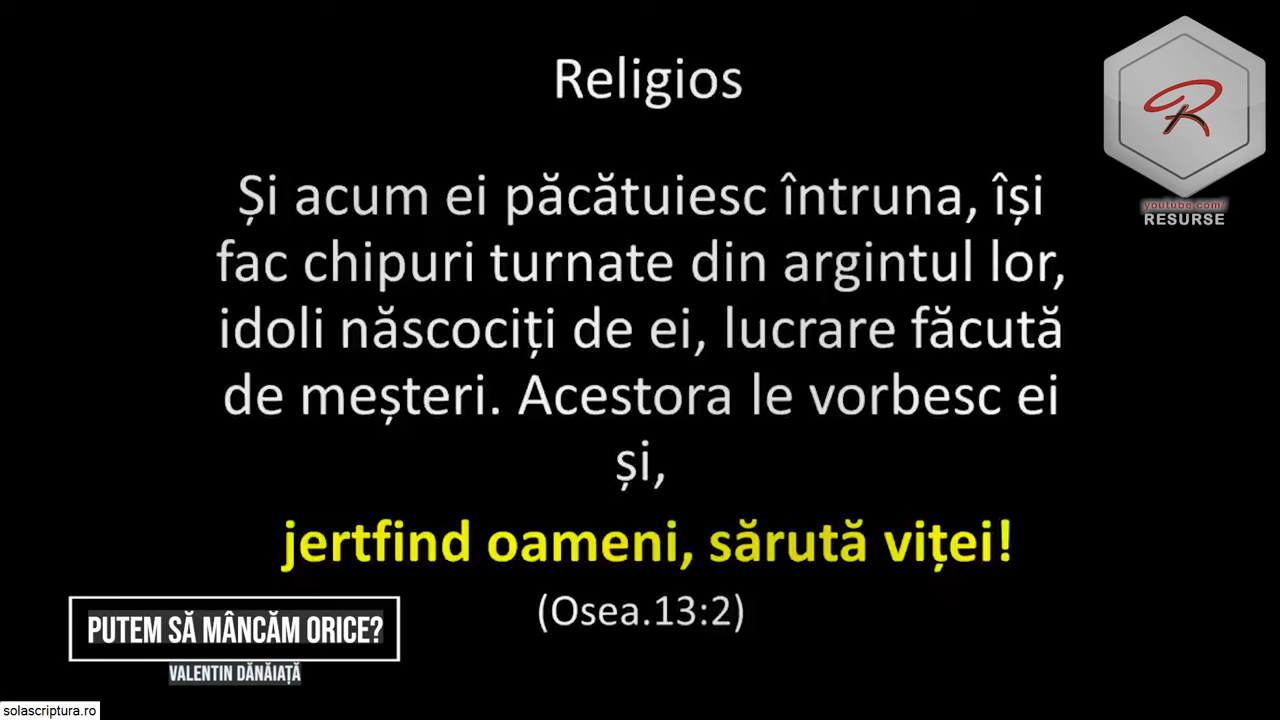 Religios
Și acum ei păcătuiesc întruna, își
fac chipuri turnate din argintul lor,
idoli născociți de ei, lucrare făcută
de meșteri. Acestora le vorbesc ei
și,
jertfind oameni, sărută viței!
(Osea.13:2)
R
youtube.com/
RESURSE
PUTEM SĂ MÂNCĂM ORICE?
VALENTIN DĂNĂIAȚĂ
solascriptura.ro